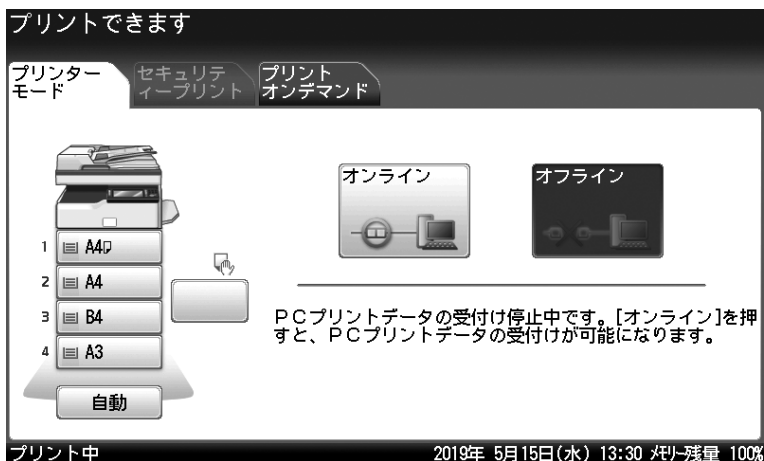 プリントできます
プリンター
モード
セキュリテ
ィープリント
プリント
オンデマンド
オンライン
オフライン
1 A4
2 A4
3 B4
4 A3
自動
PCプリントデータの受付け停止中です。[オンライン]を押
すと、PCプリントデータの受付けが可能になります。
プリント中
2019年 5月15日(水) 13:30 メモリー残量 100%